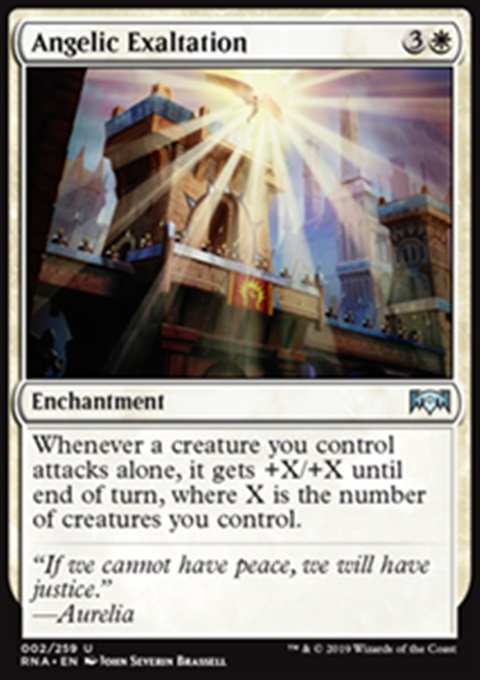 Angelic Exaltation 3
Enchantment
Whenever a creature you control
attacks alone, it gets +X/+X until
end of turn, where X is the number
of creatures you control.
“If we cannot have peace, we will have
justice.”
—Aurelia
002/259 U
RNA • EN John Severin Brassell
™ & © 2019 Wizards of the Coast